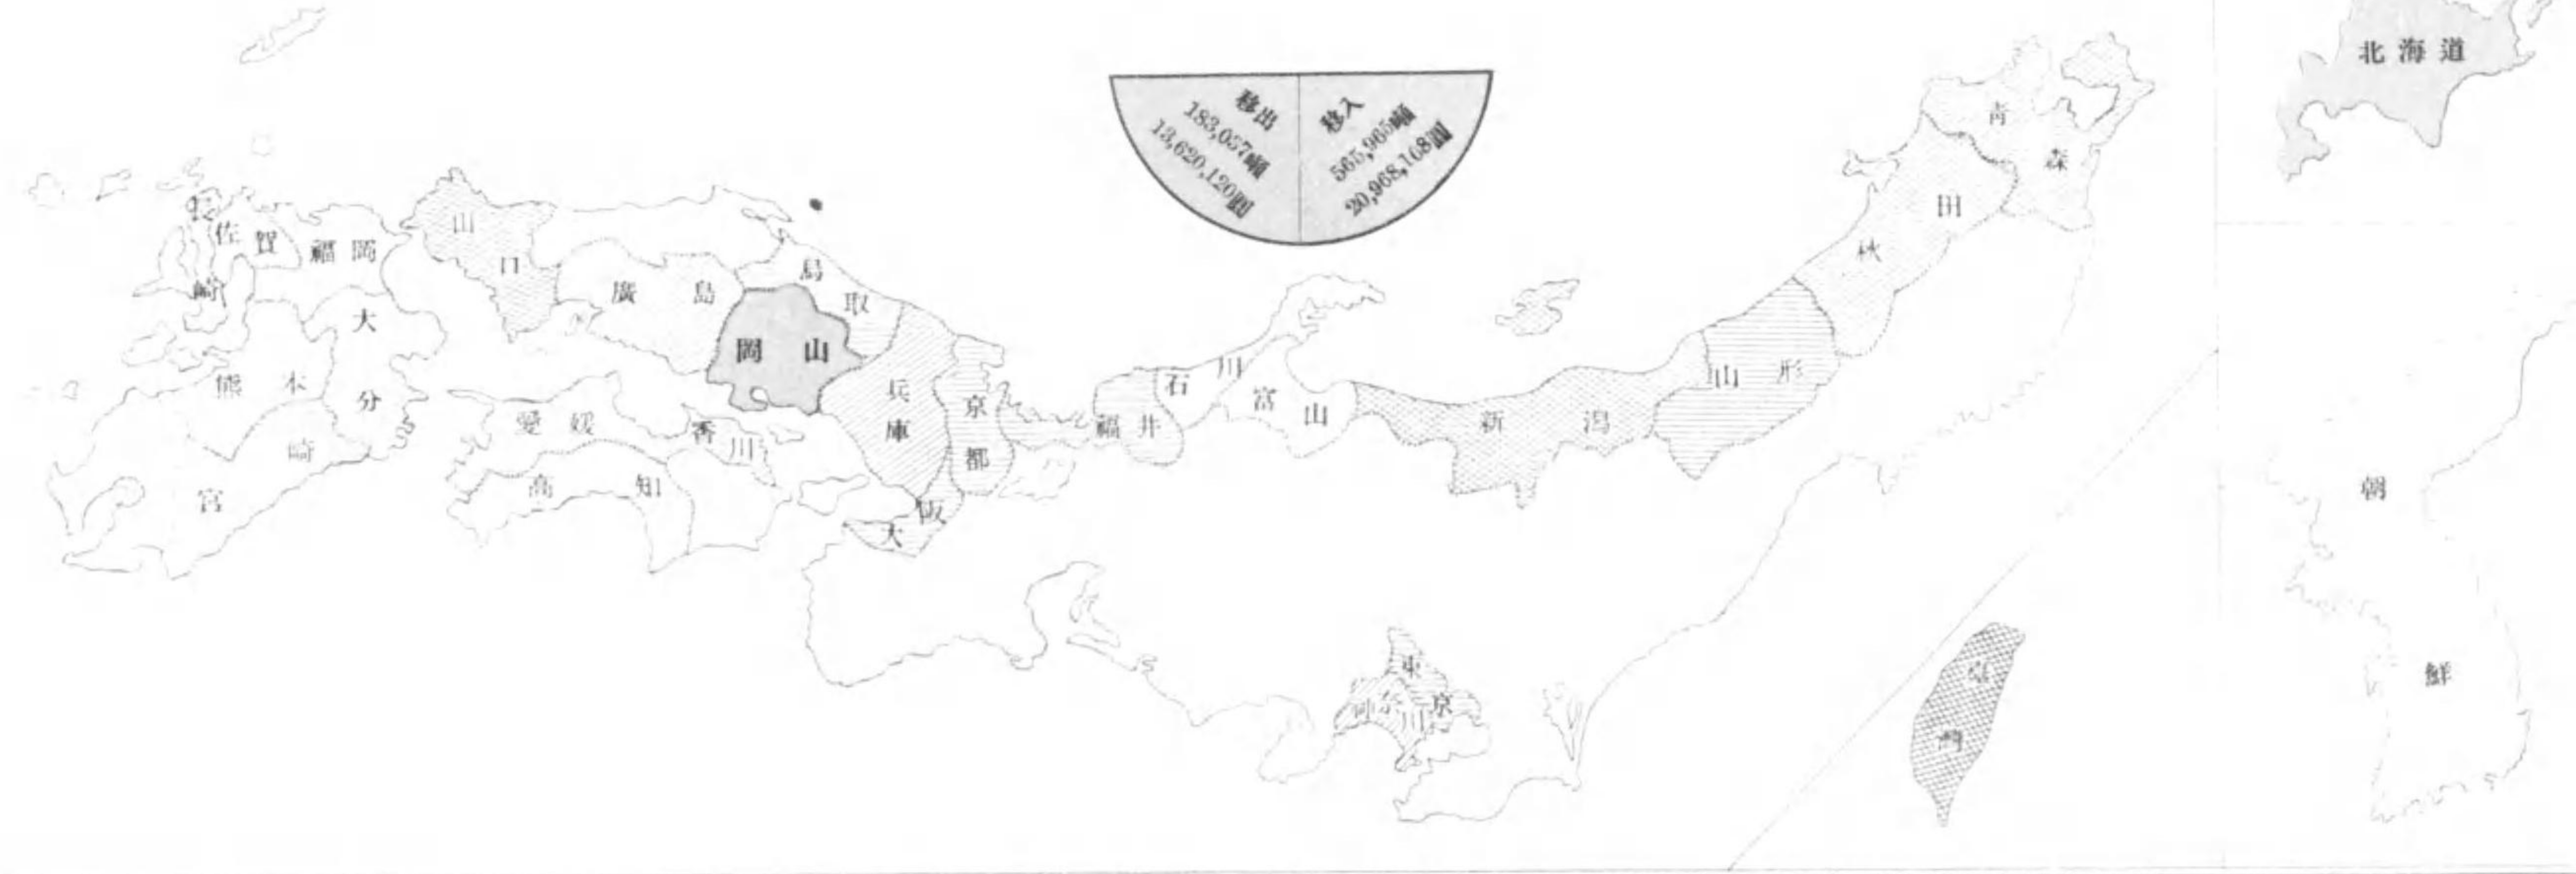 北海道
移出
183,037噸
13,620,120圓
移入
565,965噸
20,968,168圓
青森
秋田
山形
新潟
富山
石川
福井
京都
兵庫
大阪
鳥取
岡山
廣島
山口
香川
愛媛
高知
福岡
佐賀
長崎
大分
熊本
宮崎
東京
神奈川
臺灣
朝鮮